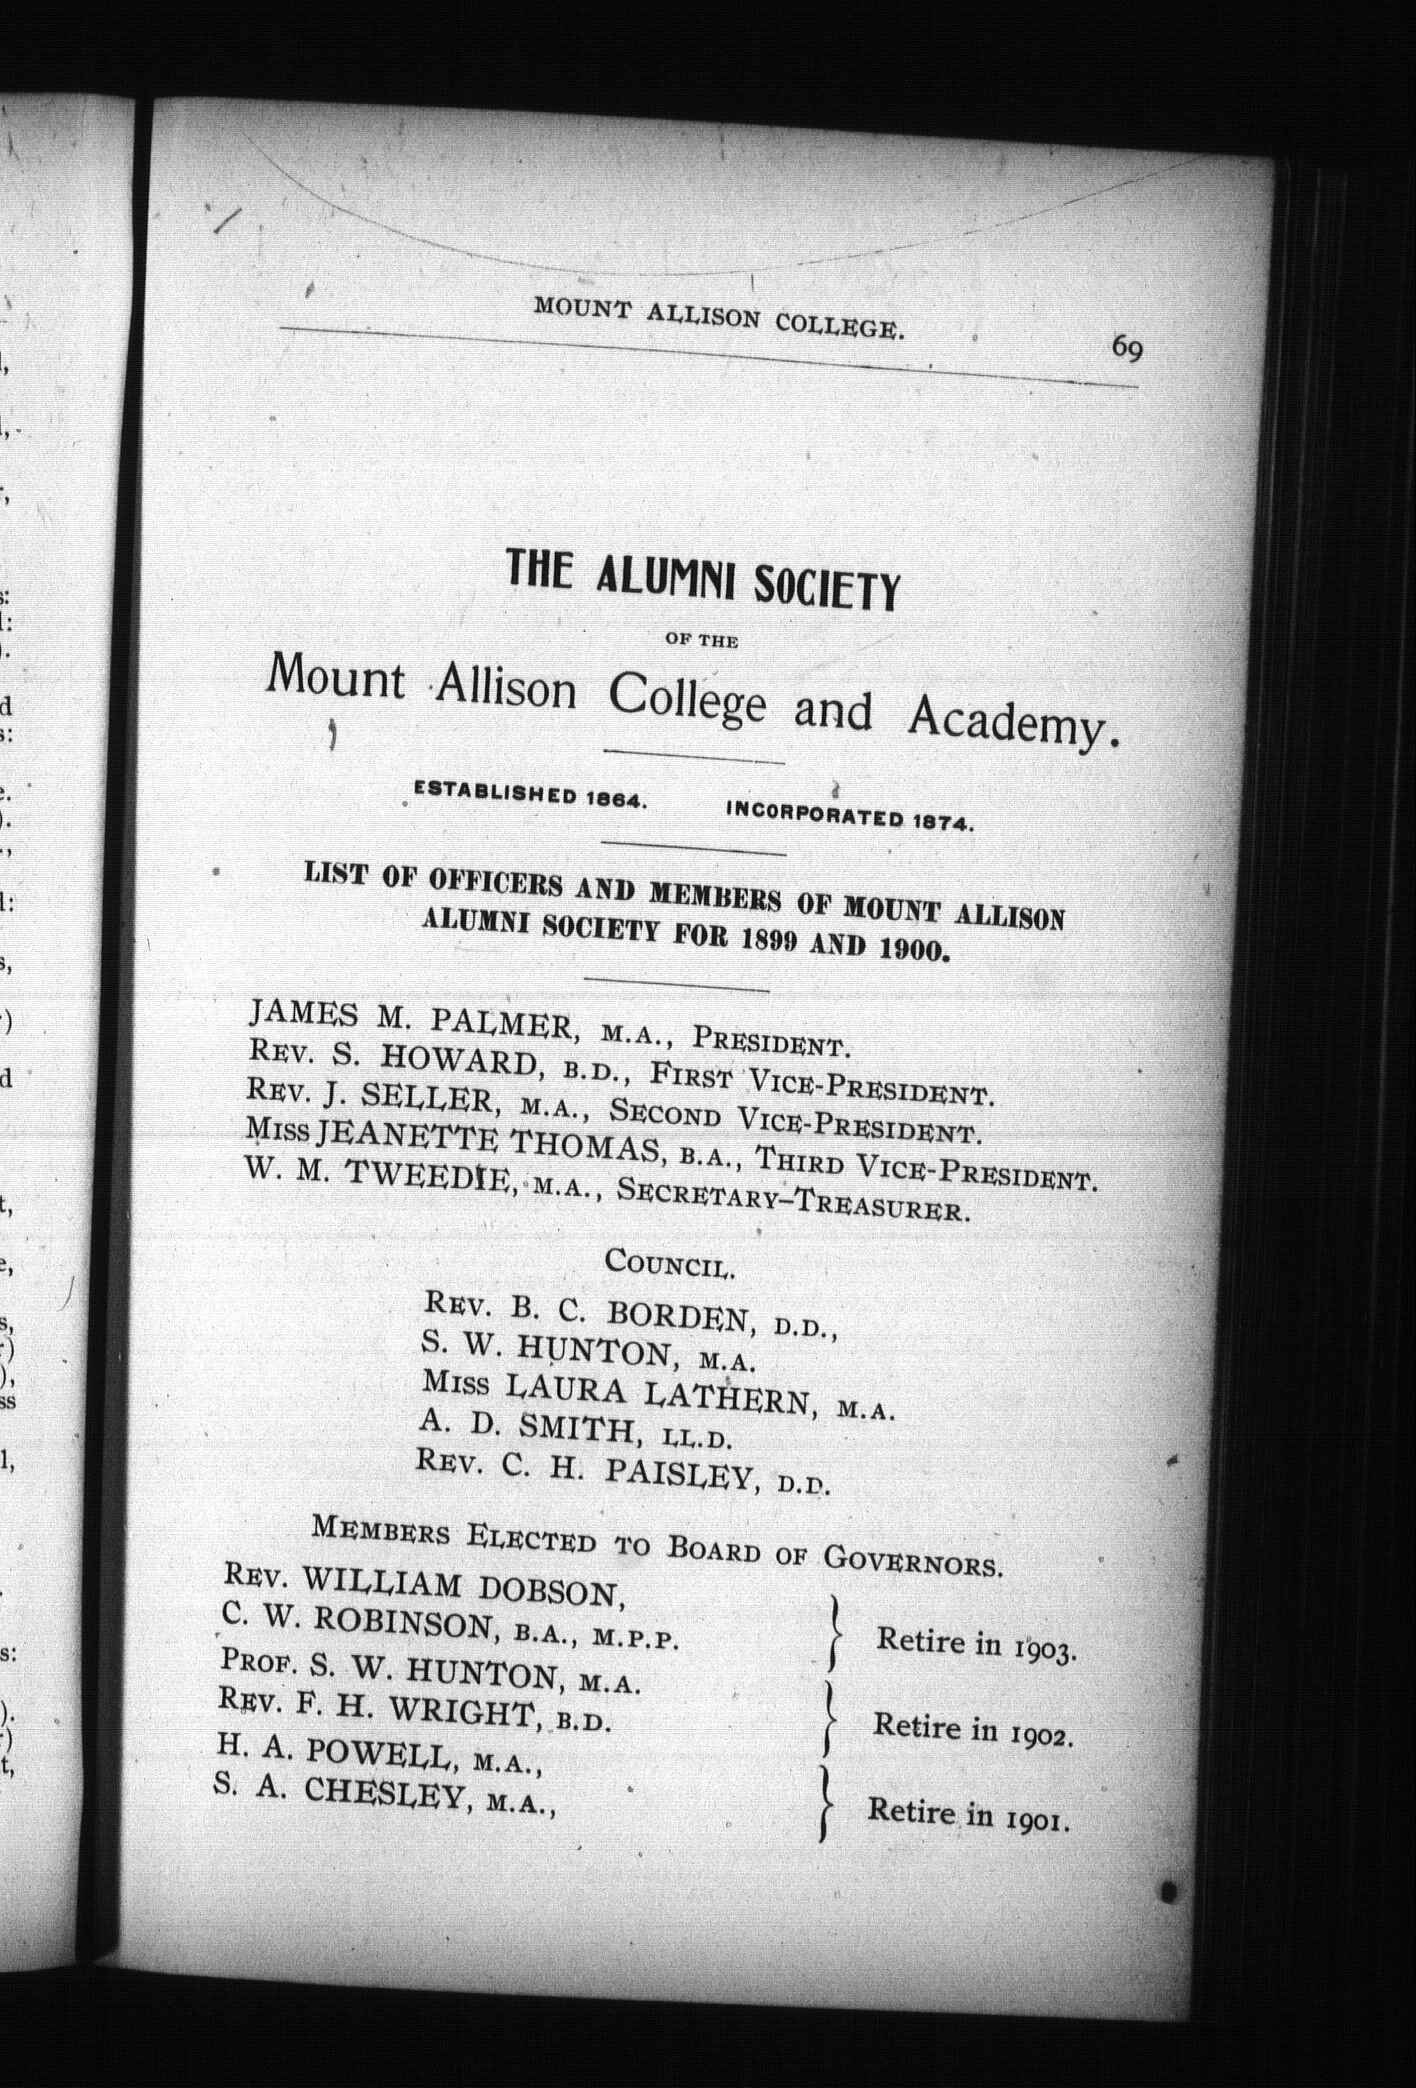 MOUNT ALLISON COLLEGE.
69
THE ALUMNI SOCIETY
OF THE
Mount Allison College and Academy.
ESTABLISHED 1864. INCORPORATED 1874.
LIST OF OFFICERS AND MEMBERS OF MOUNT ALLISON
ALUMNI SOCIETY FOR 1899 AND 1900.
JAMES M. PALMER, M.A., PRESIDENT.
REV. S. HOWARD, B.D., FIRST VICE-PRESIDENT.
REV. J. SELLER, M.A., SECOND VICE-PRESIDENT.
MISS JEANETTE THOMAS, B.A., THIRD VICE-PRESIDENT.
W. M. TWEEDIE, M.A., SECRETARY–TREASURER.
COUNCIL.
REV. B. C. BORDEN, D.D.,
S. W. HUNTON, M.A.
MISS LAURA LATHERN, M.A.
A. D. SMITH, LL.D.
REV. C. H. PAISLEY, D.D.
MEMBERS ELECTED TO BOARD OF GOVERNORS.
REV. WILLIAM DOBSON,
C. W. ROBINSON, B.A., M.P.P.
Retire in 1903.
PROF. S. W. HUNTON, M.A.
REV. F. H. WRIGHT, B.D.
Retire in 1902.
H. A. POWELL, M.A.,
S. A. CHESLEY, M.A.,
Retire in 1901.